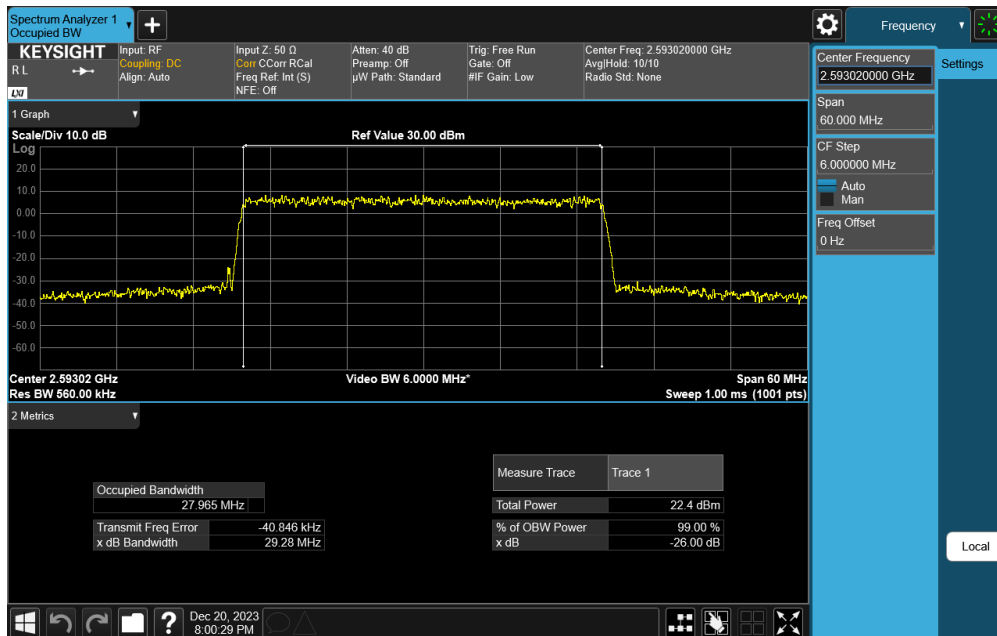 Spectrum Analyzer 1
Occupied BW
+
Frequency
KEYSIGHT
R L
LXI
Input: RF
Coupling: DC
Align: Auto
Input Z: 50 Ω
Corr CCorr RCal
Freq Ref: Int (S)
NFE: Off
Atten: 40 dB
Preamp: Off
µW Path: Standard
Trig: Free Run
Gate: Off
#IF Gain: Low
Center Freq: 2.593020000 GHz
Avg|Hold: 10/10
Radio Std: None
Center Frequency
2.593020000 GHz
Settings
Span
60.000 MHz
CF Step
6.000000 MHz
Auto
Man
Freq Offset
0 Hz
Local
1 Graph
Scale/Div 10.0 dB
Ref Value 30.00 dBm
Log
20.0
10.0
0.00
-10.0
-20.0
-30.0
-40.0
-50.0
-60.0
Center 2.59302 GHz
Video BW 6.0000 MHz*
Span 60 MHz
Res BW 560.00 kHz
Sweep 1.00 ms (1001 pts)
2 Metrics
Occupied Bandwidth
27.965 MHz
Transmit Freq Error -40.846 kHz
x dB Bandwidth 29.28 MHz
Measure Trace Trace 1
Total Power 22.4 dBm
% of OBW Power 99.00 %
x dB -26.00 dB
?
Dec 20, 2023
8:00:29 PM